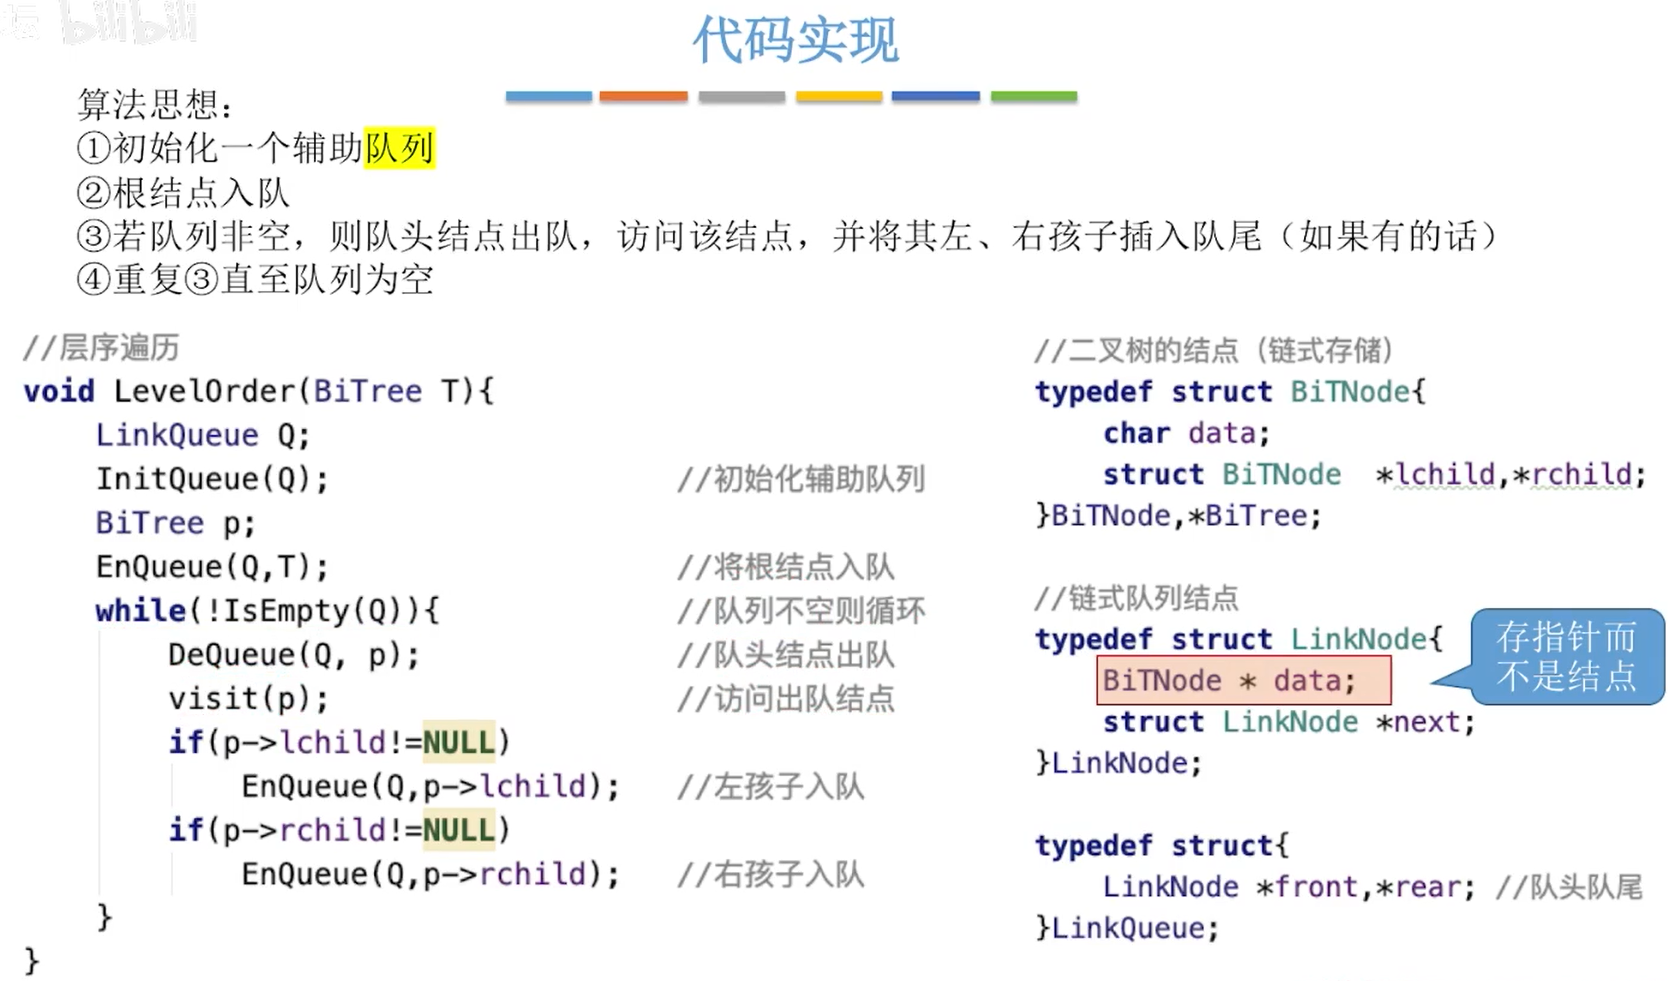 bilibili
代码实现
算法思想：
①初始化一个辅助队列
②根结点入队
③若队列非空，则队头结点出队，访问该结点，并将其左、右孩子插入队尾（如果有的话）
④重复③直至队列为空
//层序遍历
void LevelOrder(BiTree T){
    LinkQueue Q;
    InitQueue(Q);                //初始化辅助队列
    BiTree p;
    EnQueue(Q,T);                //将根结点入队
    while(!IsEmpty(Q)){          //队列不空则循环
        DeQueue(Q, p);           //队头结点出队
        visit(p);                //访问出队结点
        if(p->lchild!=NULL)
            EnQueue(Q,p->lchild);   //左孩子入队
        if(p->rchild!=NULL)
            EnQueue(Q,p->rchild);   //右孩子入队
    }
}
//二叉树的结点（链式存储）
typedef struct BiTNode{
    char data;
    struct BiTNode  *lchild,*rchild;
}BiTNode,*BiTree;
//链式队列结点
typedef struct LinkNode{
    BiTNode * data;
    struct LinkNode *next;
}LinkNode;
存指针而
不是结点
typedef struct{
    LinkNode *front,*rear; //队头队尾
}LinkQueue;